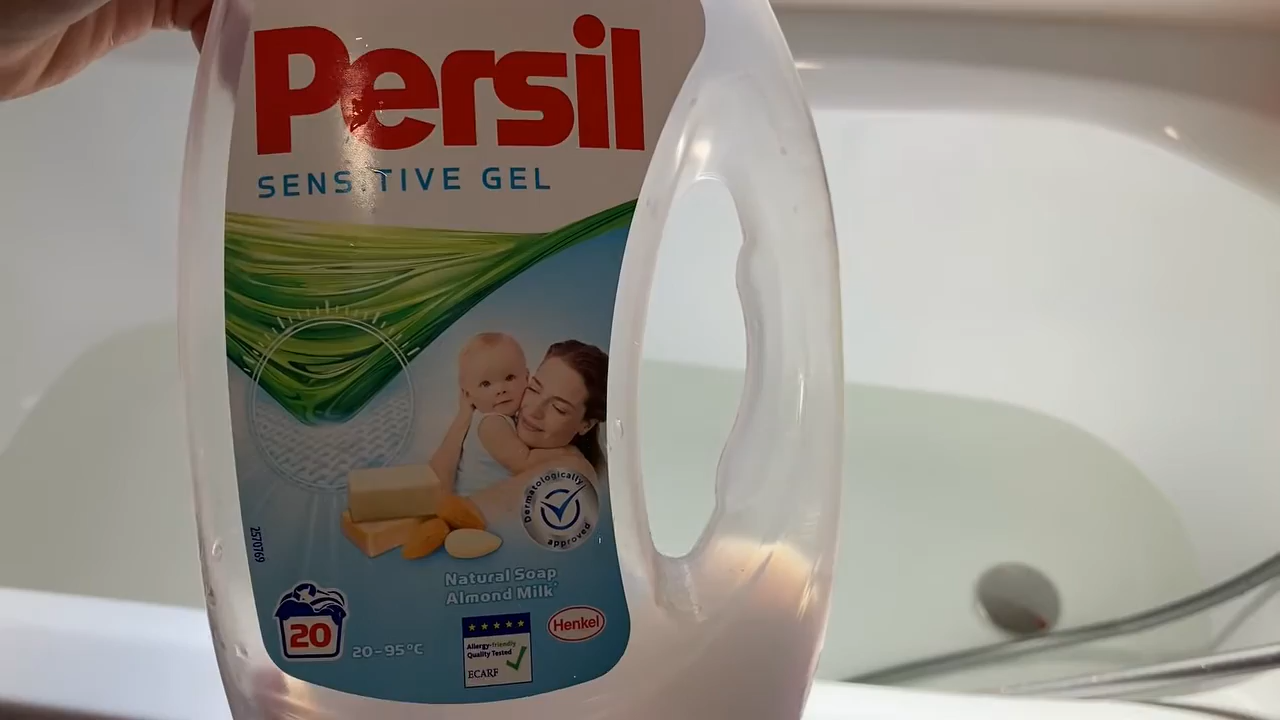 Persil
SENSITIVE GEL
Dermatologically
approved
2570769
Natural Soap
Almond Milk*
20
20-95°C
Allergy-friendly
Quality Tested
ECARF
Henkel